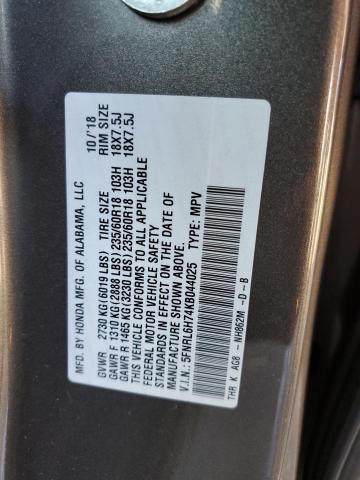 MFD. BY HONDA MFG. OF ALABAMA, LLC 10/'18
GVWR 2730 KG(6019 LBS) TIRE SIZE RIM SIZE
GAWR F 1310 KG(2888 LBS) 235/60R18 103H 18X7.5J
GAWR R 1465 KG(3230 LBS) 235/60R18 103H 18X7.5J
THIS VEHICLE CONFORMS TO ALL APPLICABLE
FEDERAL MOTOR VEHICLE SAFETY
STANDARDS IN EFFECT ON THE DATE OF
MANUFACTURE SHOWN ABOVE.
V.I.N.: 5FNRL6H74KB044025 TYPE: MPV
THR K AG8 -NH862M -D -B